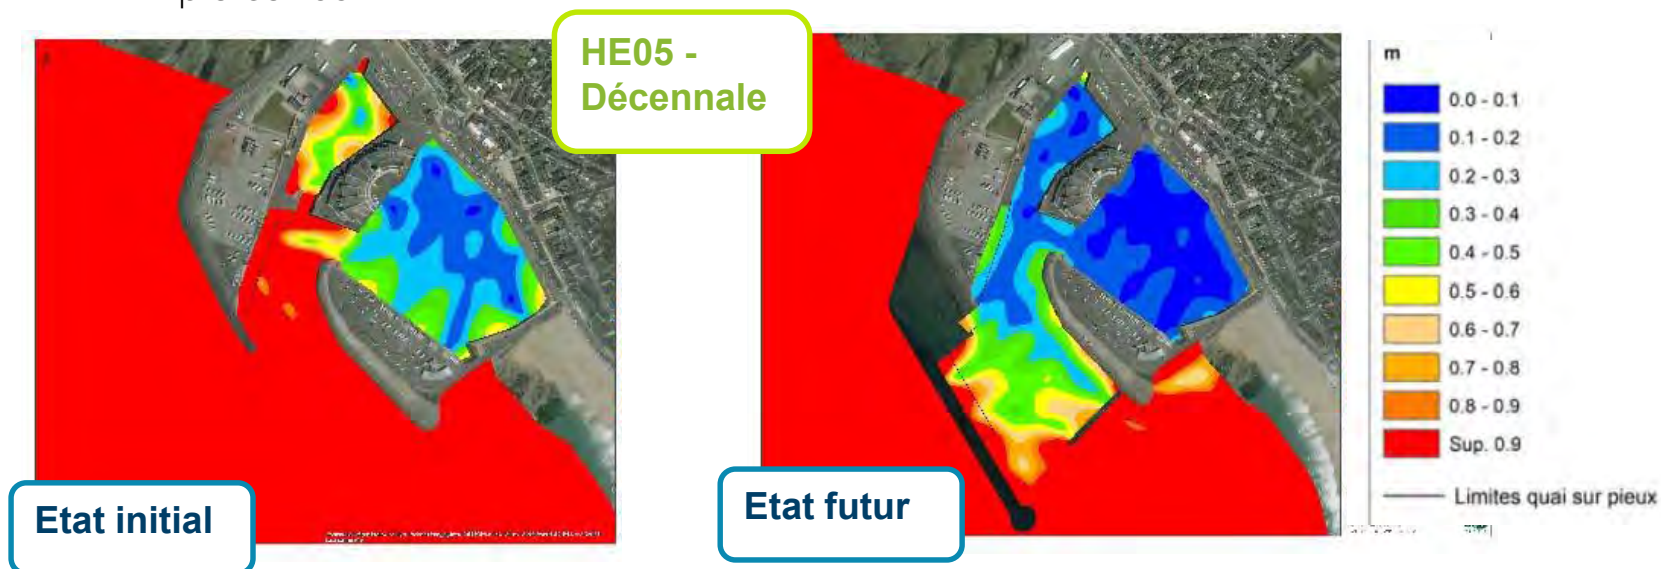 HE05 -
Décennale
Etat initial
Etat futur
m
0.0 - 0.1
0.1 - 0.2
0.2 - 0.3
0.3 - 0.4
0.4 - 0.5
0.5 - 0.6
0.6 - 0.7
0.7 - 0.8
0.8 - 0.9
Sup. 0.9
Limites quai sur pieux